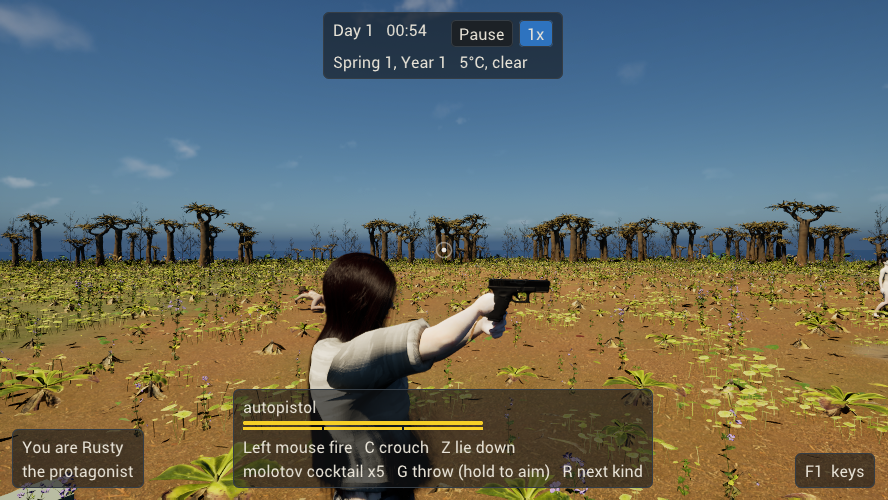 Day 1 00:54 Pause 1x
Spring 1, Year 1 5°C, clear
autopistol
Left mouse fire C crouch Z lie down
molotov cocktail x5 G throw (hold to aim) R next kind
You are Rusty
the protagonist
F1 keys